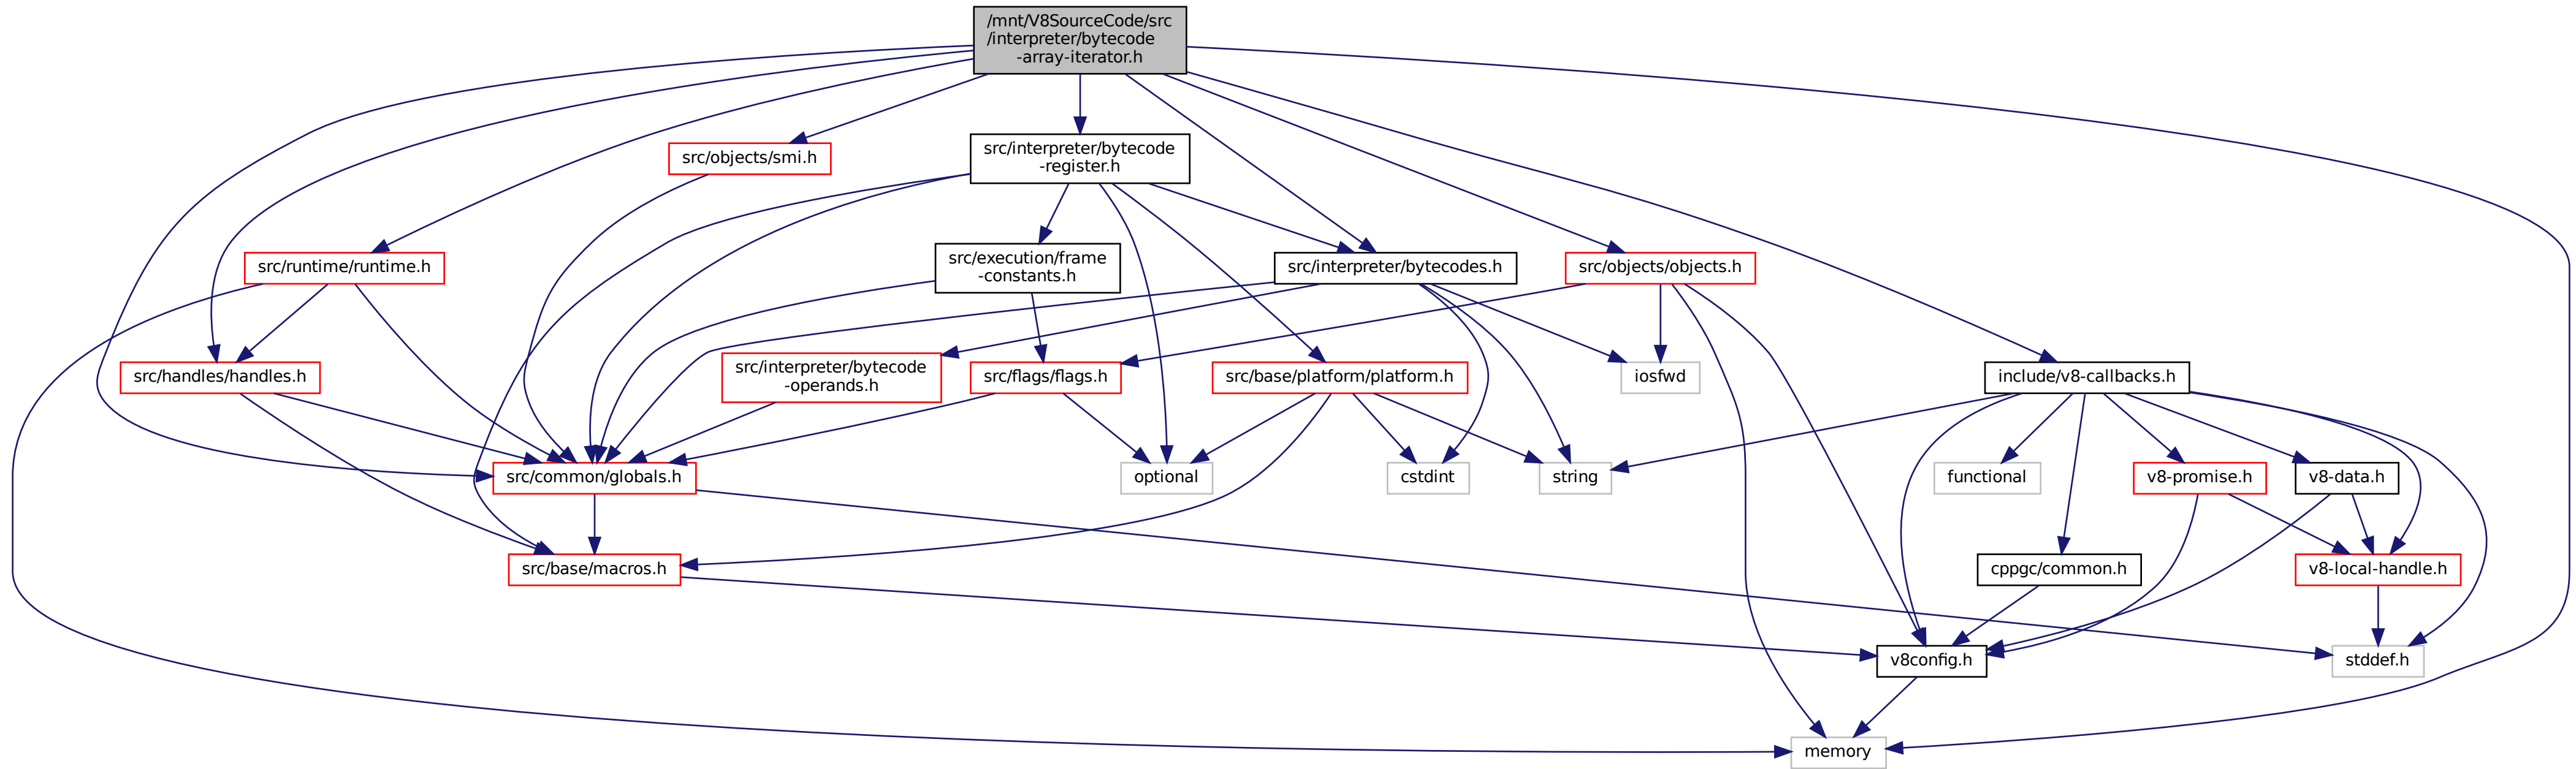 /mnt/V8SourceCode/src
/interpreter/bytecode
-array-iterator.h
src/objects/smi.h
src/interpreter/bytecode
-register.h
src/runtime/runtime.h
src/execution/frame
-constants.h
src/interpreter/bytecodes.h
src/objects/objects.h
src/handles/handles.h
src/interpreter/bytecode
-operands.h
src/flags/flags.h
src/base/platform/platform.h
iosfwd
include/v8-callbacks.h
src/common/globals.h
optional
cstdint
string
functional
v8-promise.h
v8-data.h
src/base/macros.h
cppgc/common.h
v8-local-handle.h
v8config.h
stddef.h
memory